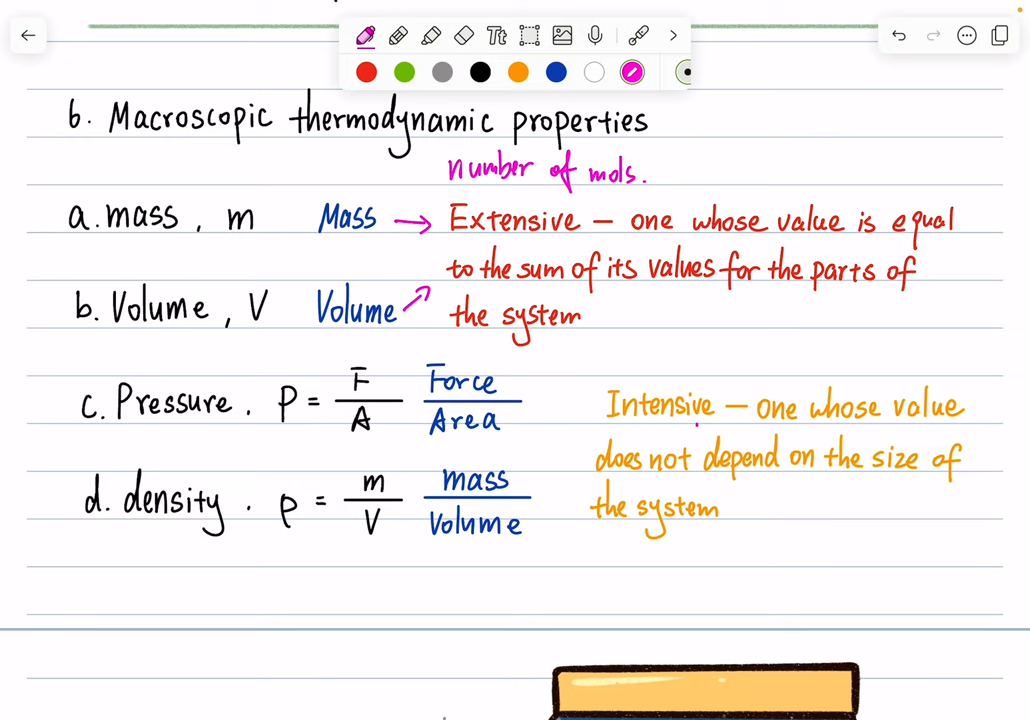 Tt
6. Macroscopic thermodynamic properties
number of mols.
a. mass, m Mass → Extensive — one whose value is equal
to the sum of its values for the parts of
b. Volume, V Volume ↗ the system
c. Pressure. P = F/A Force/Area
Intensive — one whose value
does not depend on the size of
d. density. ρ = m/V mass/Volume
the system